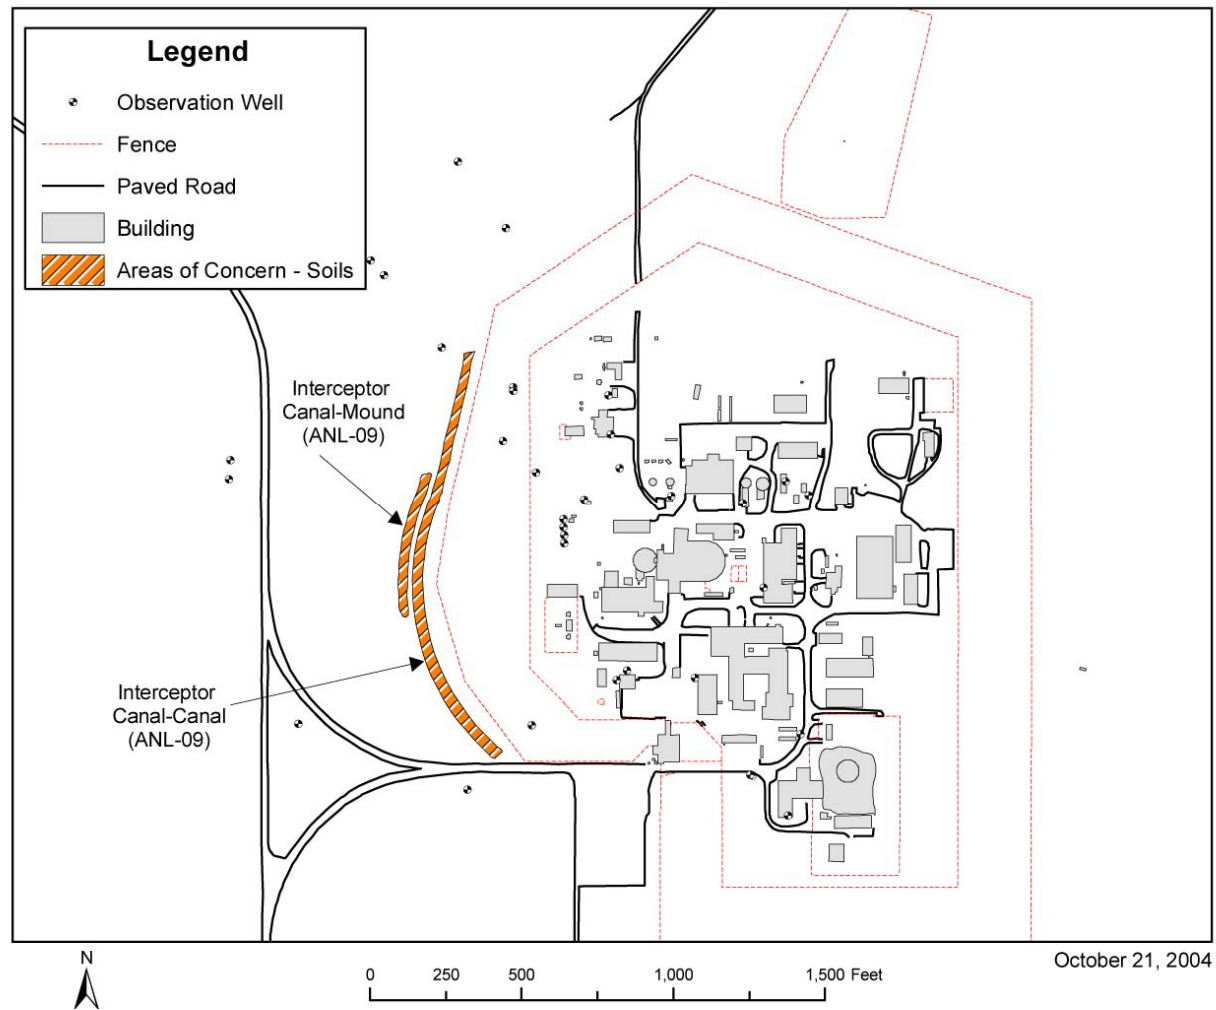 Legend
Observation Well
Fence
Paved Road
Building
Areas of Concern - Soils
Interceptor
Canal-Mound
(ANL-09)
Interceptor
Canal-Canal
(ANL-09)
N
0 250 500 1,000 1,500 Feet
October 21, 2004